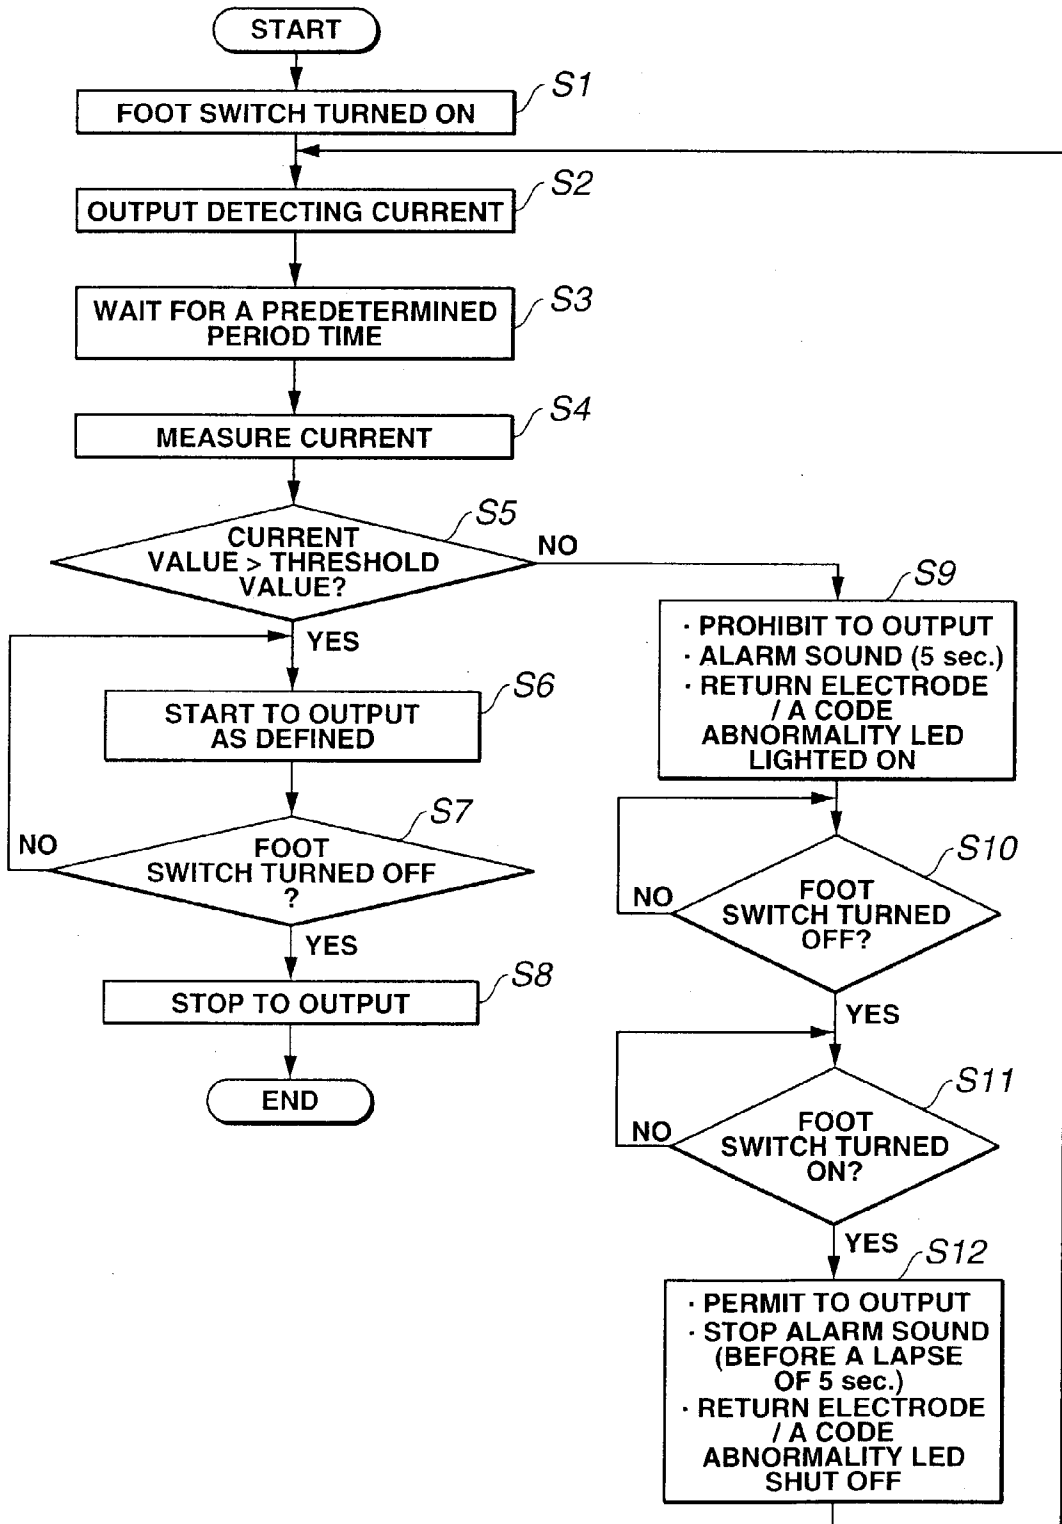 START
S1
FOOT SWITCH TURNED ON
S2
OUTPUT DETECTING CURRENT
S3
WAIT FOR A PREDETERMINED
PERIOD TIME
S4
MEASURE CURRENT
S5
CURRENT
VALUE > THRESHOLD
VALUE?
NO
YES
S6
START TO OUTPUT
AS DEFINED
S7
FOOT
SWITCH TURNED OFF
?
NO
YES
S8
STOP TO OUTPUT
END
S9
· PROHIBIT TO OUTPUT
· ALARM SOUND (5 sec.)
· RETURN ELECTRODE
/ A CODE
ABNORMALITY LED
LIGHTED ON
S10
FOOT
SWITCH TURNED
OFF?
NO
YES
S11
FOOT
SWITCH TURNED
ON?
NO
YES
S12
· PERMIT TO OUTPUT
· STOP ALARM SOUND
(BEFORE A LAPSE
OF 5 sec.)
· RETURN ELECTRODE
/ A CODE
ABNORMALITY LED
SHUT OFF